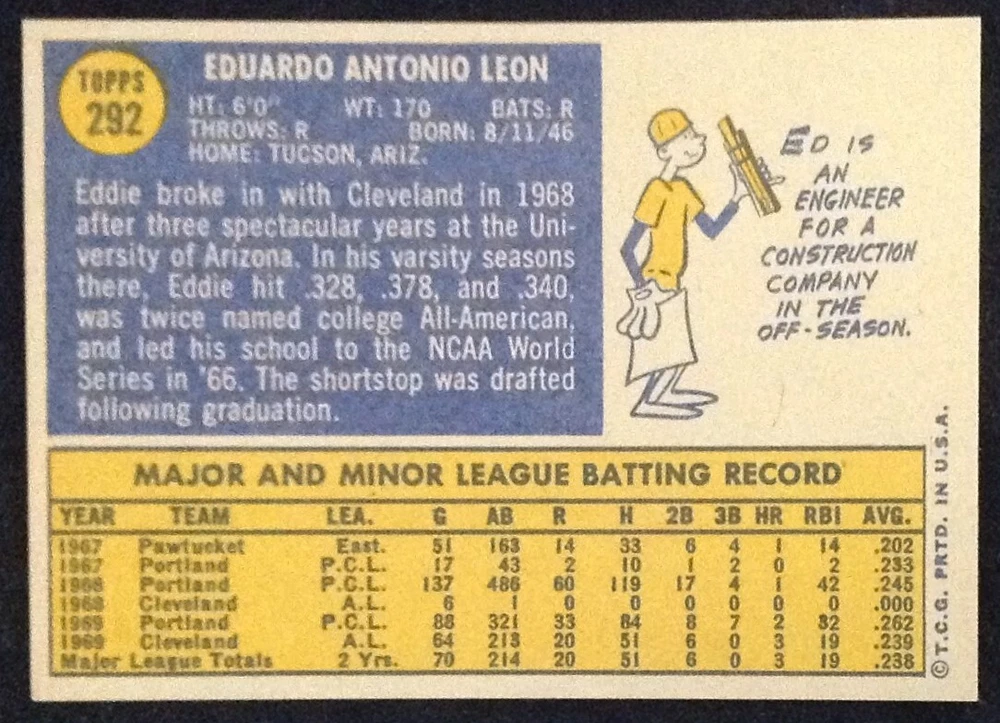 TOPPS
292
EDUARDO ANTONIO LEON
HT: 6'0" WT: 170 BATS: R
THROWS: R BORN: 8/11/46
HOME: TUCSON, ARIZ.
Eddie broke in with Cleveland in 1968
after three spectacular years at the Uni-
versity of Arizona. In his varsity seasons
there, Eddie hit .328, .378, and .340,
was twice named college All-American,
and led his school to the NCAA World
Series in '66. The shortstop was drafted
following graduation.
ED IS
AN
ENGINEER
FOR A
CONSTRUCTION
COMPANY
IN THE
OFF-SEASON.
MAJOR AND MINOR LEAGUE BATTING RECORD
YEAR TEAM LEA. G AB R H 2B 3B HR RBI AVG.
1967 Pawtucket East. 51 163 14 33 6 4 1 14 .202
1967 Portland P.C.L. 17 43 2 10 1 2 0 2 .233
1968 Portland P.C.L. 137 486 60 119 17 4 1 42 .245
1968 Cleveland A.L. 6 1 0 0 0 0 0 0 .000
1969 Portland P.C.L. 88 321 33 84 8 7 2 32 .262
1969 Cleveland A.L. 64 213 20 51 6 0 3 19 .239
Major League Totals 2 Yrs. 70 214 20 51 6 0 3 19 .238
©T.C.G. PRTD. IN U.S.A.